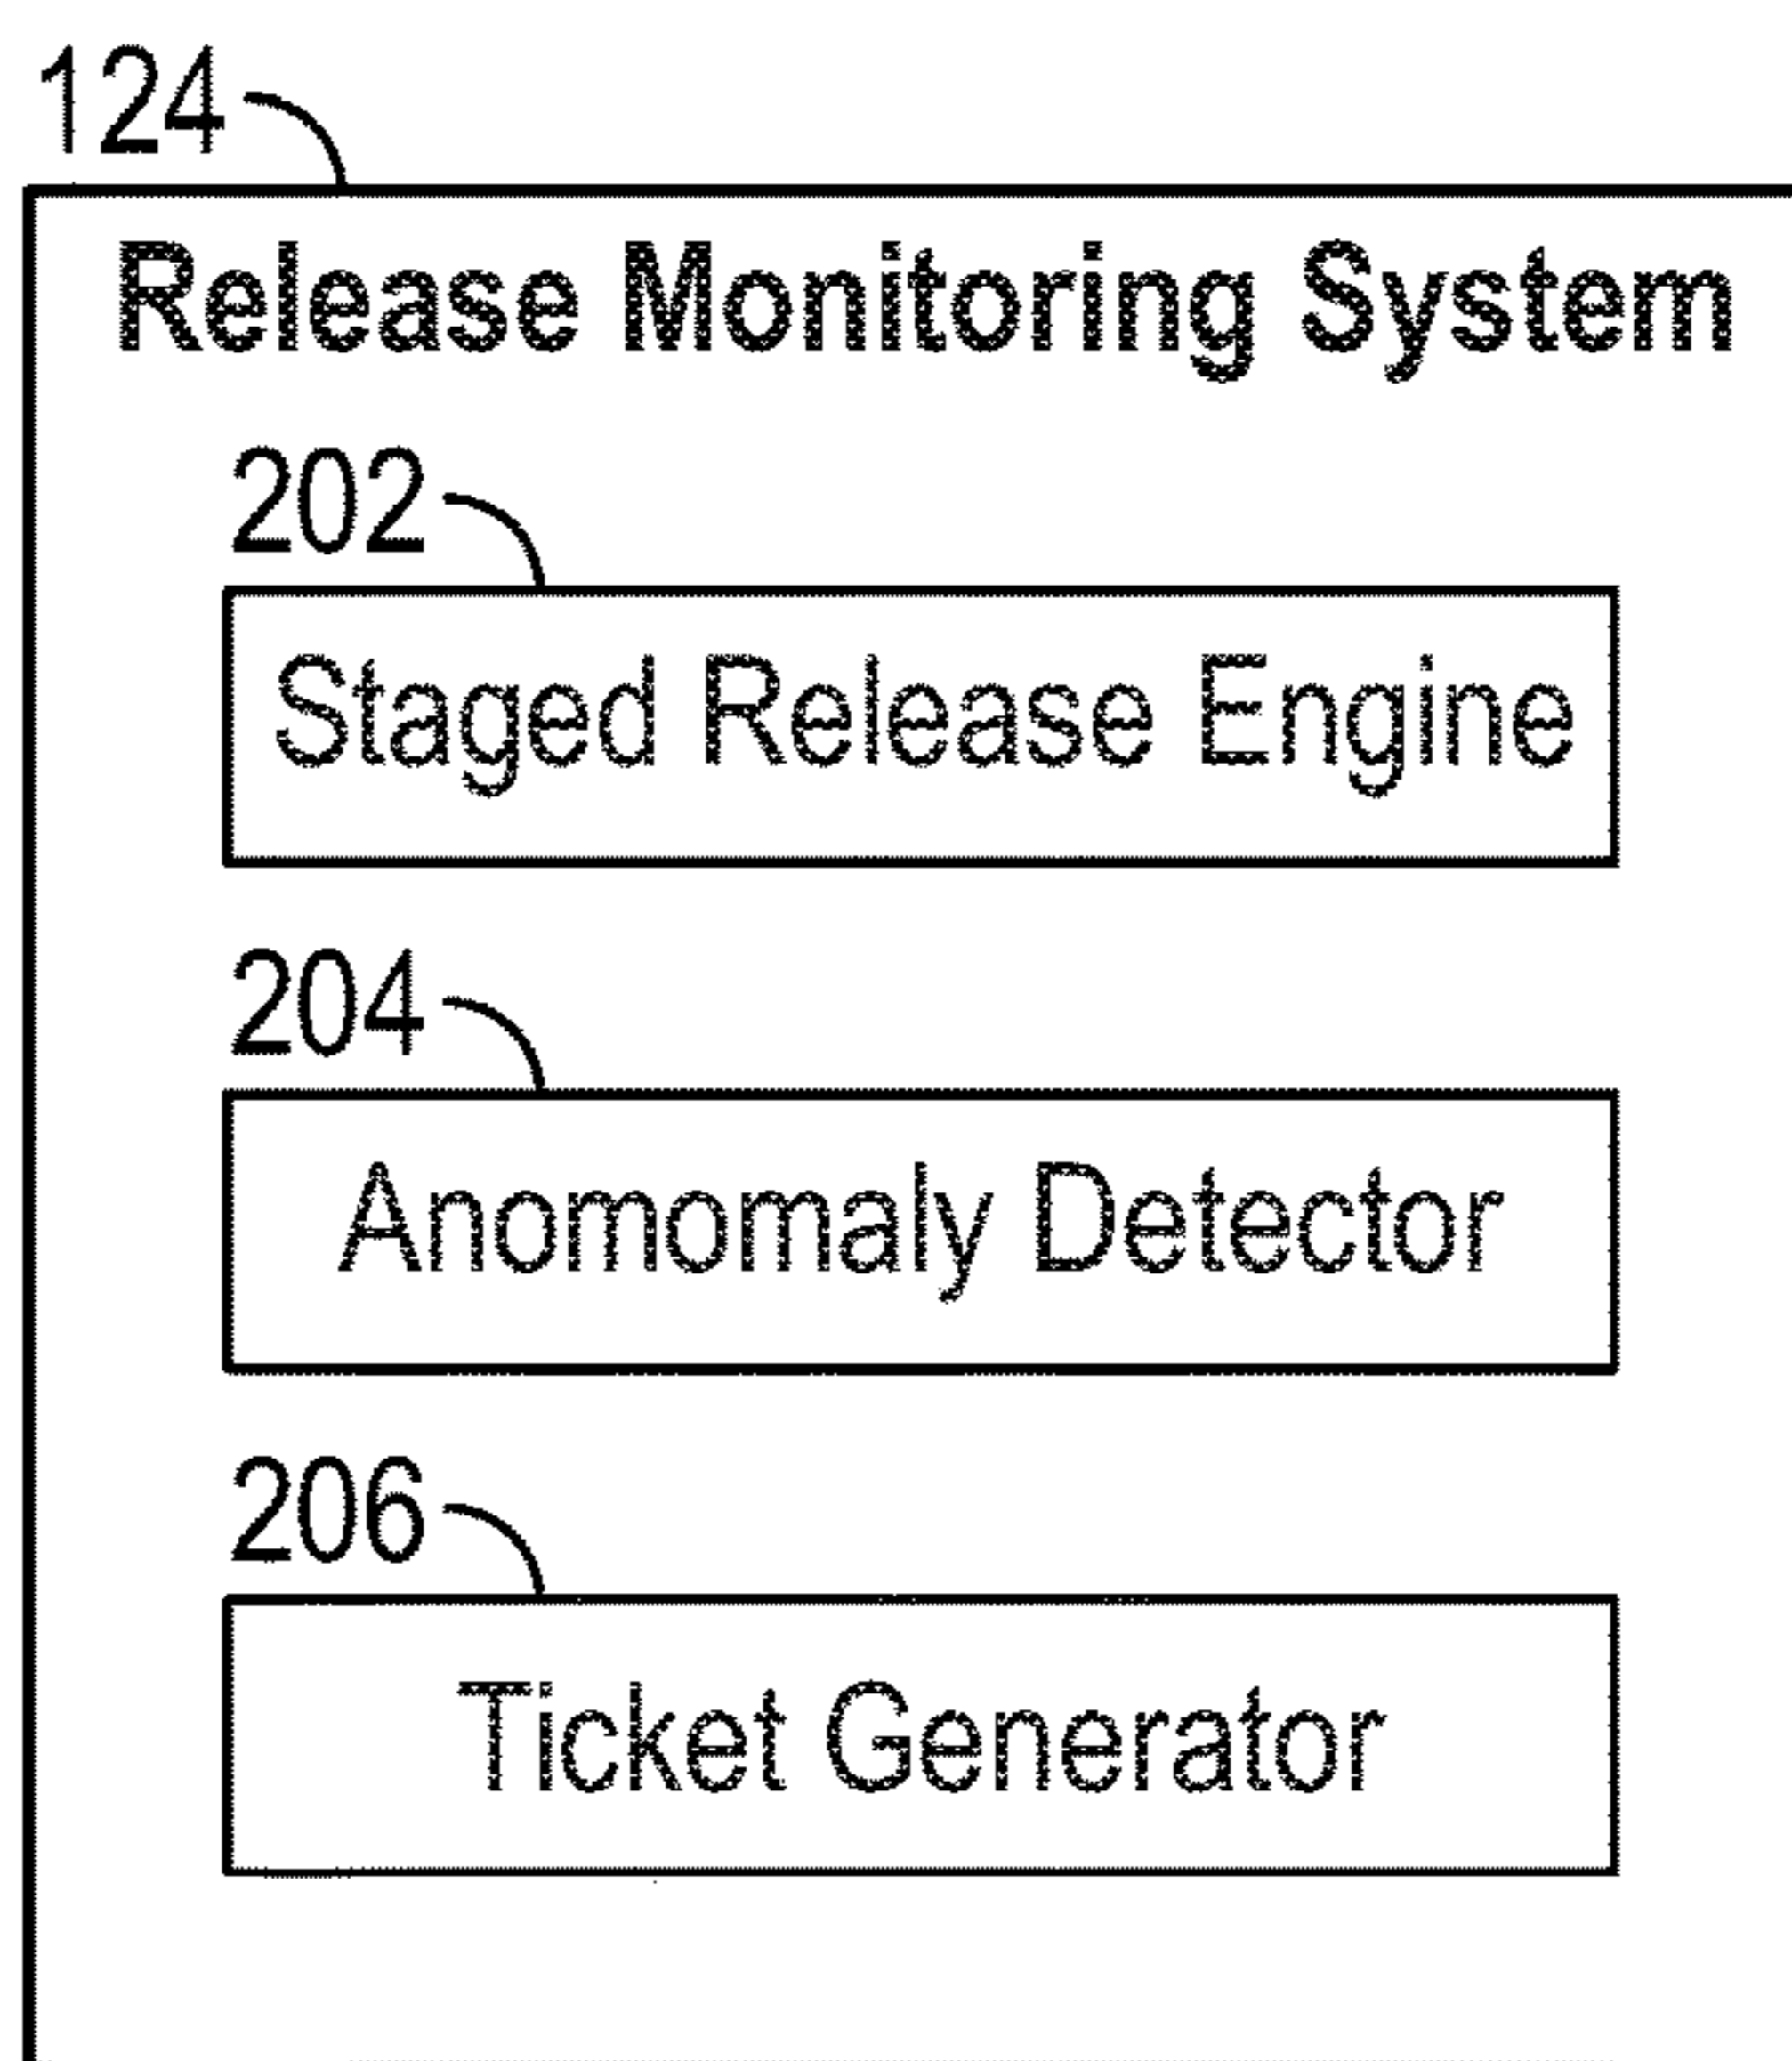 124
Release Monitoring System
202
Staged Release Engine
204
Anomomaly Detector
206
Ticket Generator